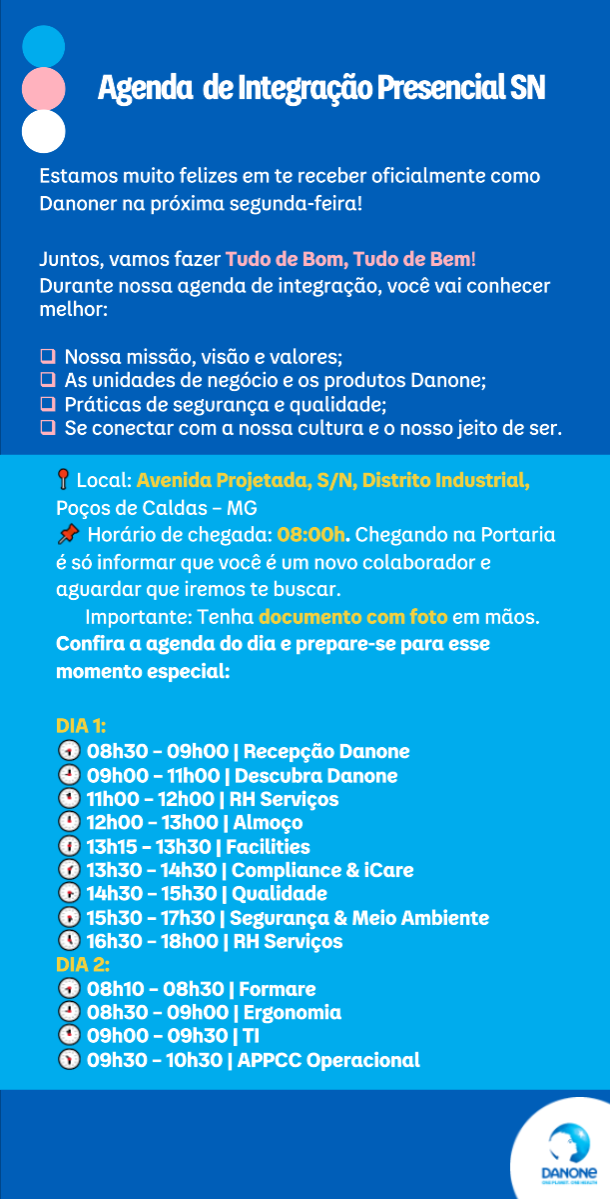 Agenda de Integração Presencial SN
Estamos muito felizes em te receber oficialmente como
Danoner na próxima segunda-feira!
Juntos, vamos fazer Tudo de Bom, Tudo de Bem!
Durante nossa agenda de integração, você vai conhecer
melhor:
❑ Nossa missão, visão e valores;
❑ As unidades de negócio e os produtos Danone;
❑ Práticas de segurança e qualidade;
❑ Se conectar com a nossa cultura e o nosso jeito de ser.
📍 Local: Avenida Projetada, S/N, Distrito Industrial,
Poços de Caldas – MG
📌 Horário de chegada: 08:00h. Chegando na Portaria
é só informar que você é um novo colaborador e
aguardar que iremos te buscar.
Importante: Tenha documento com foto em mãos.
Confira a agenda do dia e prepare-se para esse
momento especial:
DIA 1:
08h30 – 09h00 | Recepção Danone
09h00 – 11h00 | Descubra Danone
11h00 – 12h00 | RH Serviços
12h00 – 13h00 | Almoço
13h15 – 13h30 | Facilities
13h30 – 14h30 | Compliance & iCare
14h30 – 15h30 | Qualidade
15h30 – 17h30 | Segurança & Meio Ambiente
16h30 – 18h00 | RH Serviços
DIA 2:
08h10 – 08h30 | Formare
08h30 – 09h00 | Ergonomia
09h00 – 09h30 | TI
09h30 – 10h30 | APPCC Operacional
DANONE
ONE PLANET. ONE HEALTH